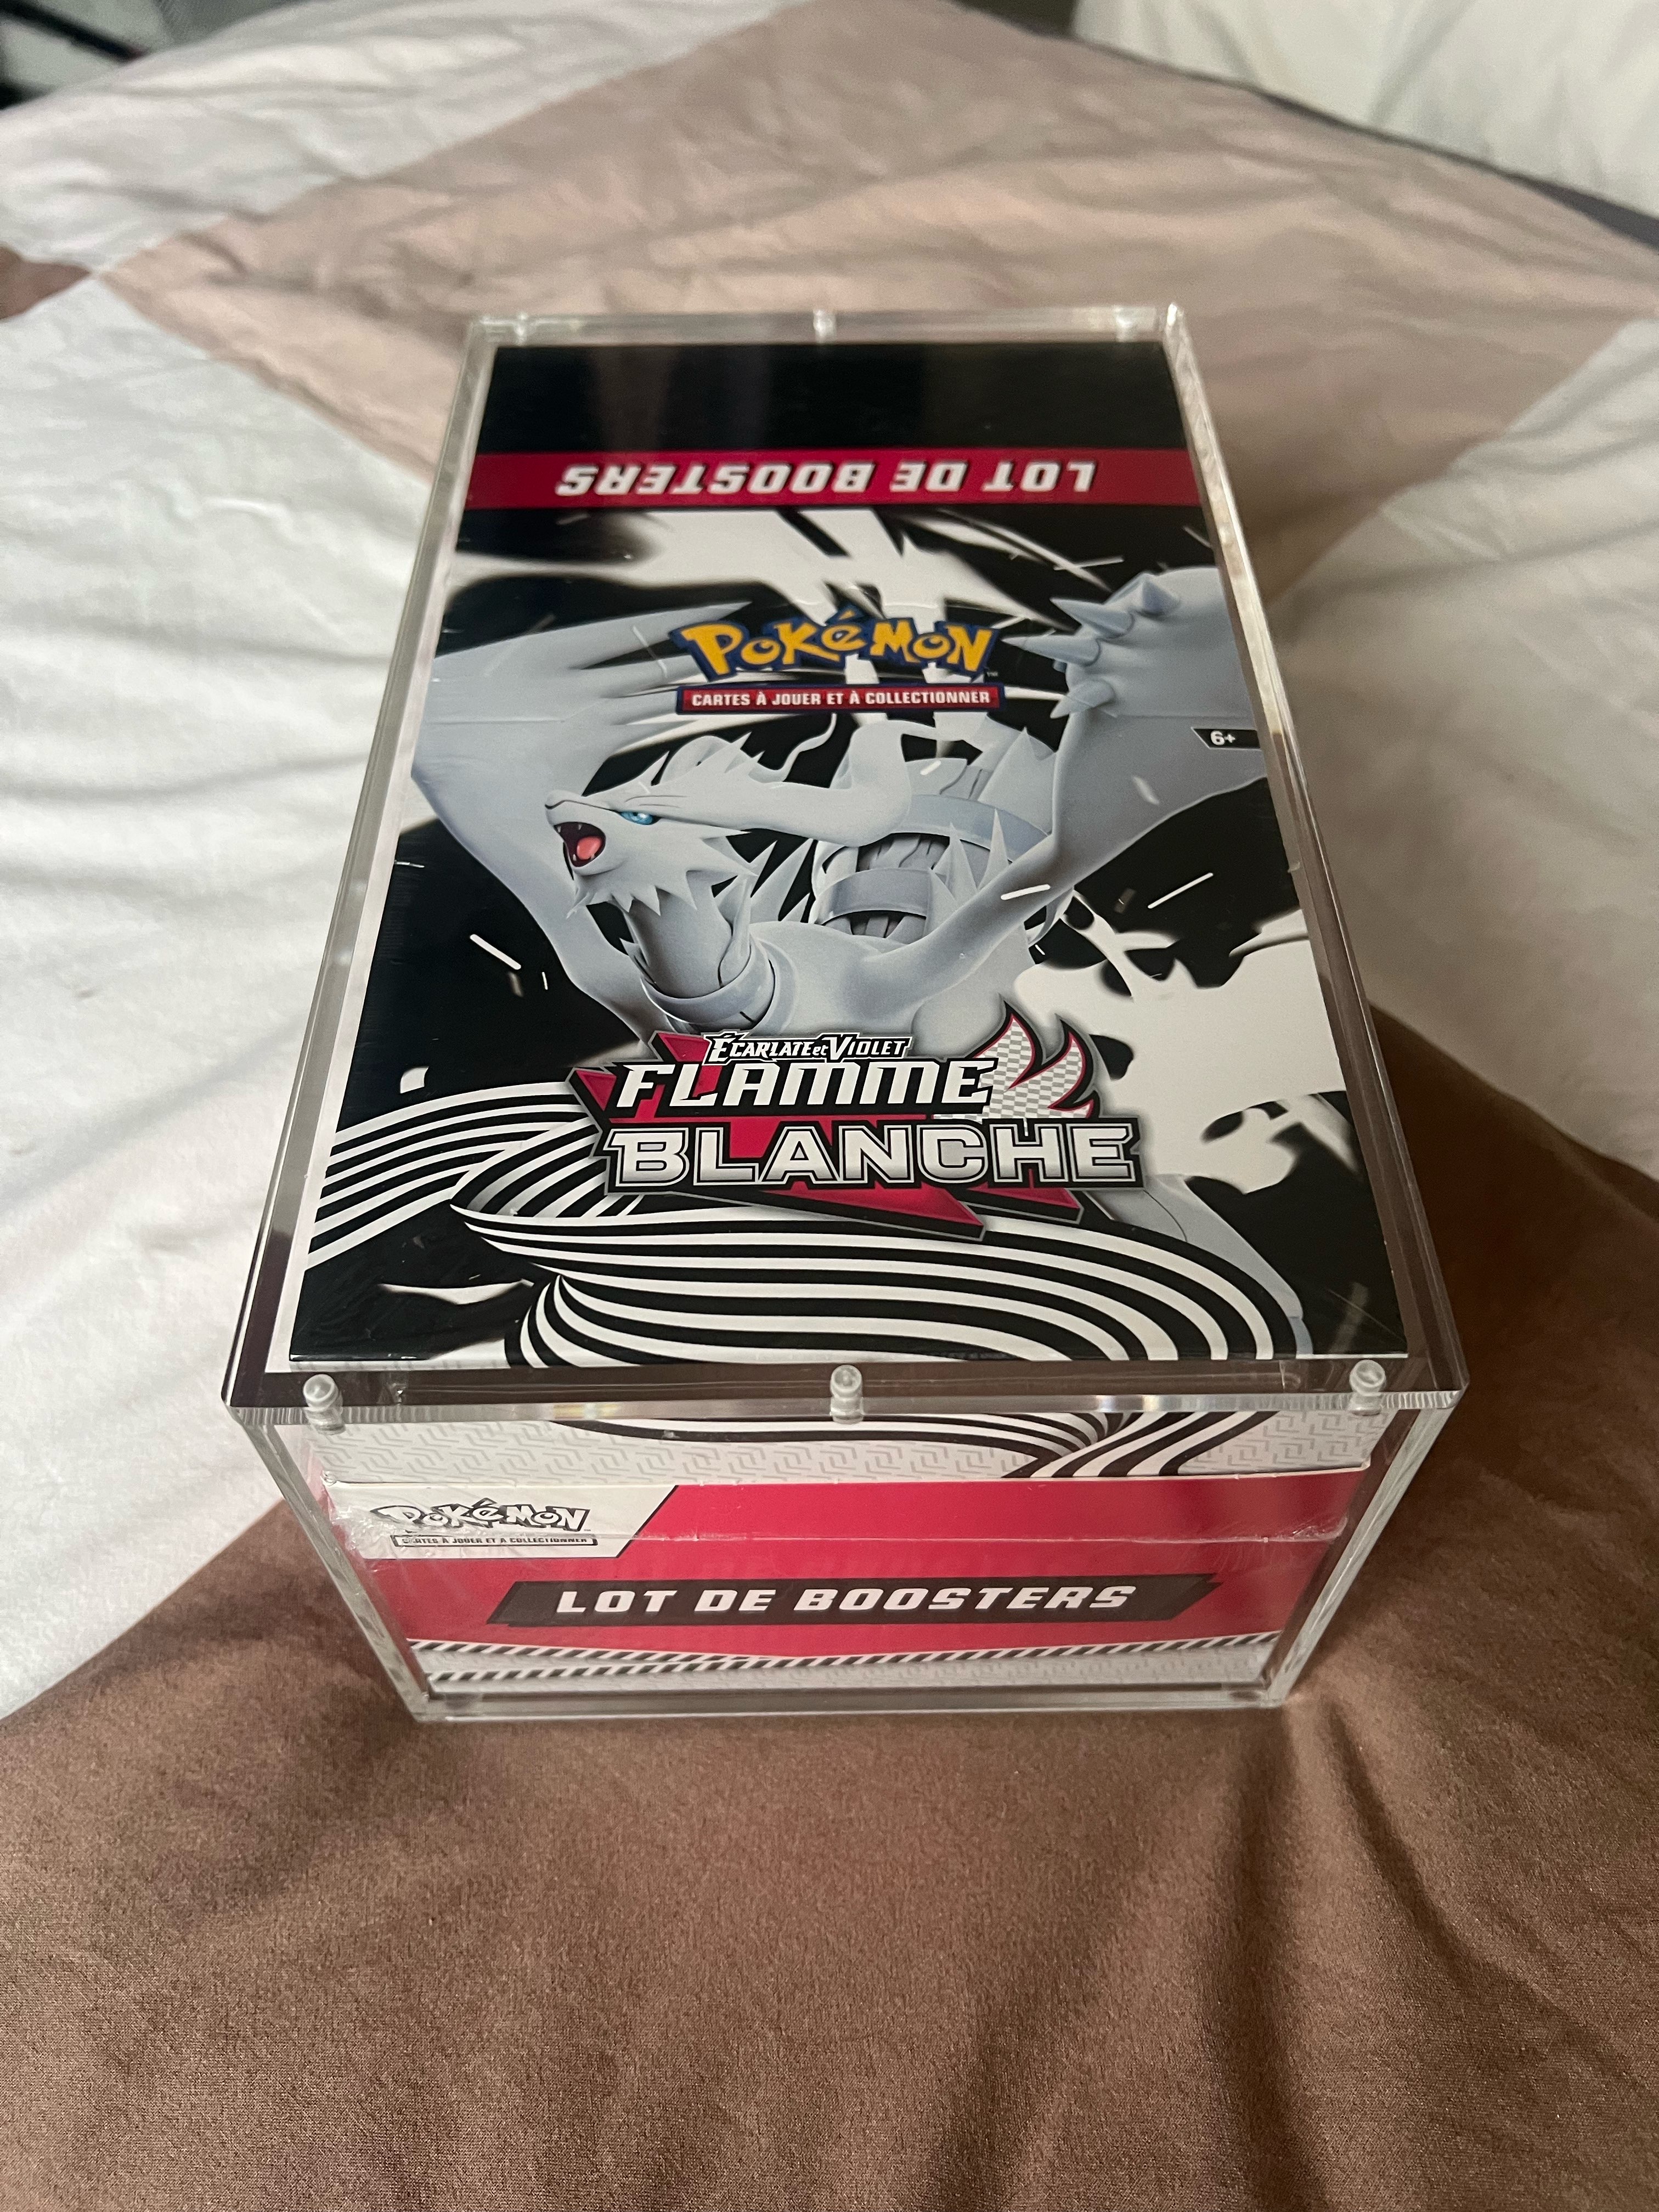 LOT DE BOOSTERS
POKéMON
CARTES À JOUER ET À COLLECTIONNER
6+
ÉCARLATE et VIOLET
FLAMME
BLANCHE
POKéMON
CARTES À JOUER ET À COLLECTIONNER
LOT DE BOOSTERS